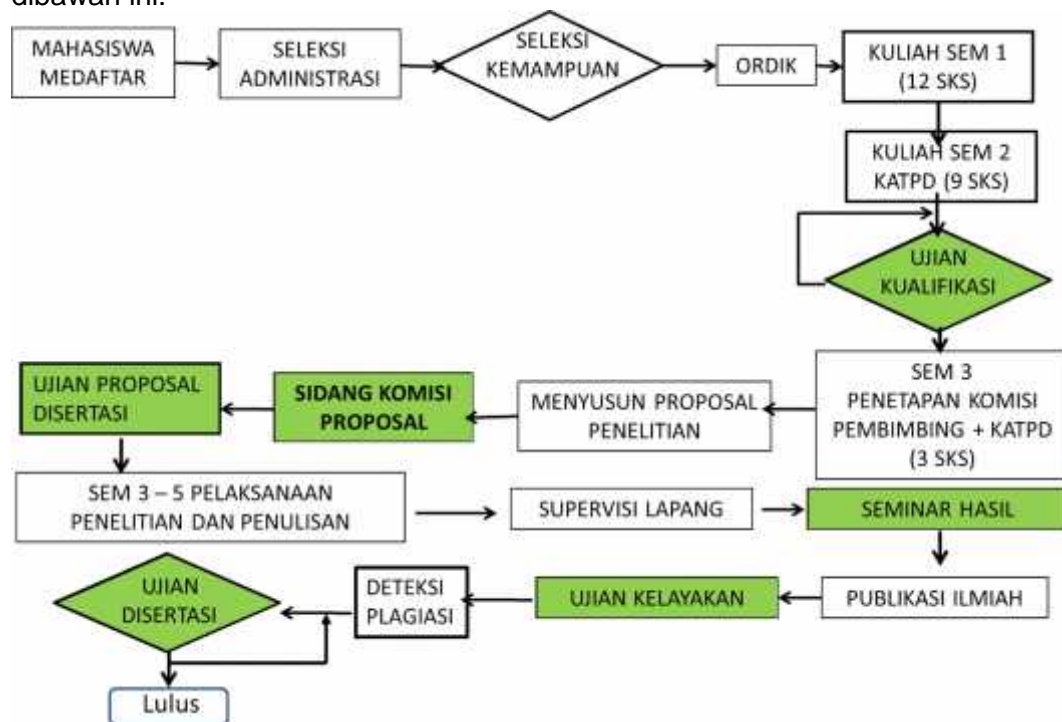 dibawah ini:
MAHASISWA
MEDAFTAR
SELEKSI
ADMINISTRASI
SELEKSI
KEMAMPUAN
ORDIK
KULIAH SEM 1
(12 SKS)
KULIAH SEM 2
KATPD (9 SKS)
UJIAN
KUALIFIKASI
SEM 3
PENETAPAN KOMISI
PEMBIMBING + KATPD
(3 SKS)
MENYUSUN PROPOSAL
PENELITIAN
SIDANG KOMISI
PROPOSAL
UJIAN PROPOSAL
DISERTASI
SEM 3 – 5 PELAKSANAAN
PENELITIAN DAN PENULISAN
SUPERVISI LAPANG
SEMINAR HASIL
PUBLIKASI ILMIAH
UJIAN KELAYAKAN
DETEKSI
PLAGIASI
UJIAN
DISERTASI
Lulus